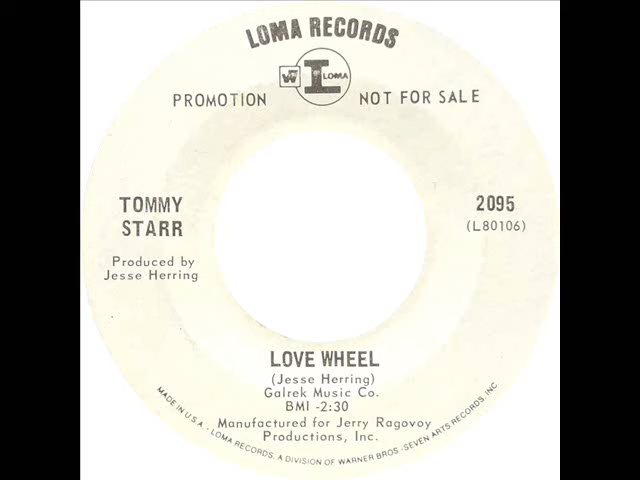 LOMA RECORDS
W7 L LOMA
PROMOTION NOT FOR SALE
TOMMY
STARR
2095
(L80106)
Produced by
Jesse Herring
LOVE WHEEL
(Jesse Herring)
Galrek Music Co.
BMI -2:30
Manufactured for Jerry Ragovoy
Productions, Inc.
MADE IN U.S.A. - LOMA RECORDS, A DIVISION OF WARNER BROS.-SEVEN ARTS RECORDS, INC